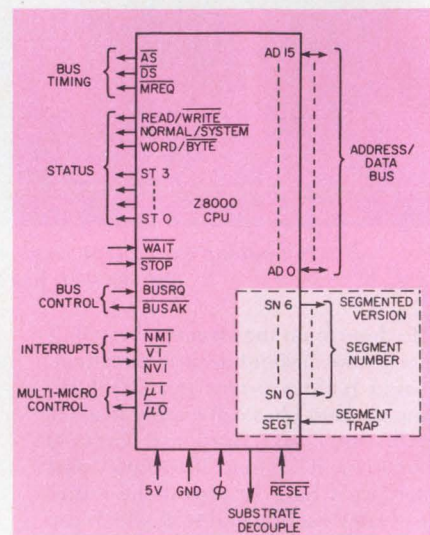 BUS
TIMING
AS
DS
MREQ
STATUS
READ/WRITE
NORMAL/SYSTEM
WORD/BYTE
ST 3
ST 0
Z8000
CPU
WAIT
STOP
BUS
CONTROL
BUSRQ
BUSAK
INTERRUPTS
NMI
VI
NVI
MULTI-MICRO
CONTROL
μI
μO
AD 15
ADDRESS/
DATA
BUS
AD 0
SN 6
SEGMENTED
VERSION
SEGMENT
NUMBER
SN 0
SEGT
SEGMENT
TRAP
5V
GND
ϕ
RESET
SUBSTRATE
DECOUPLE